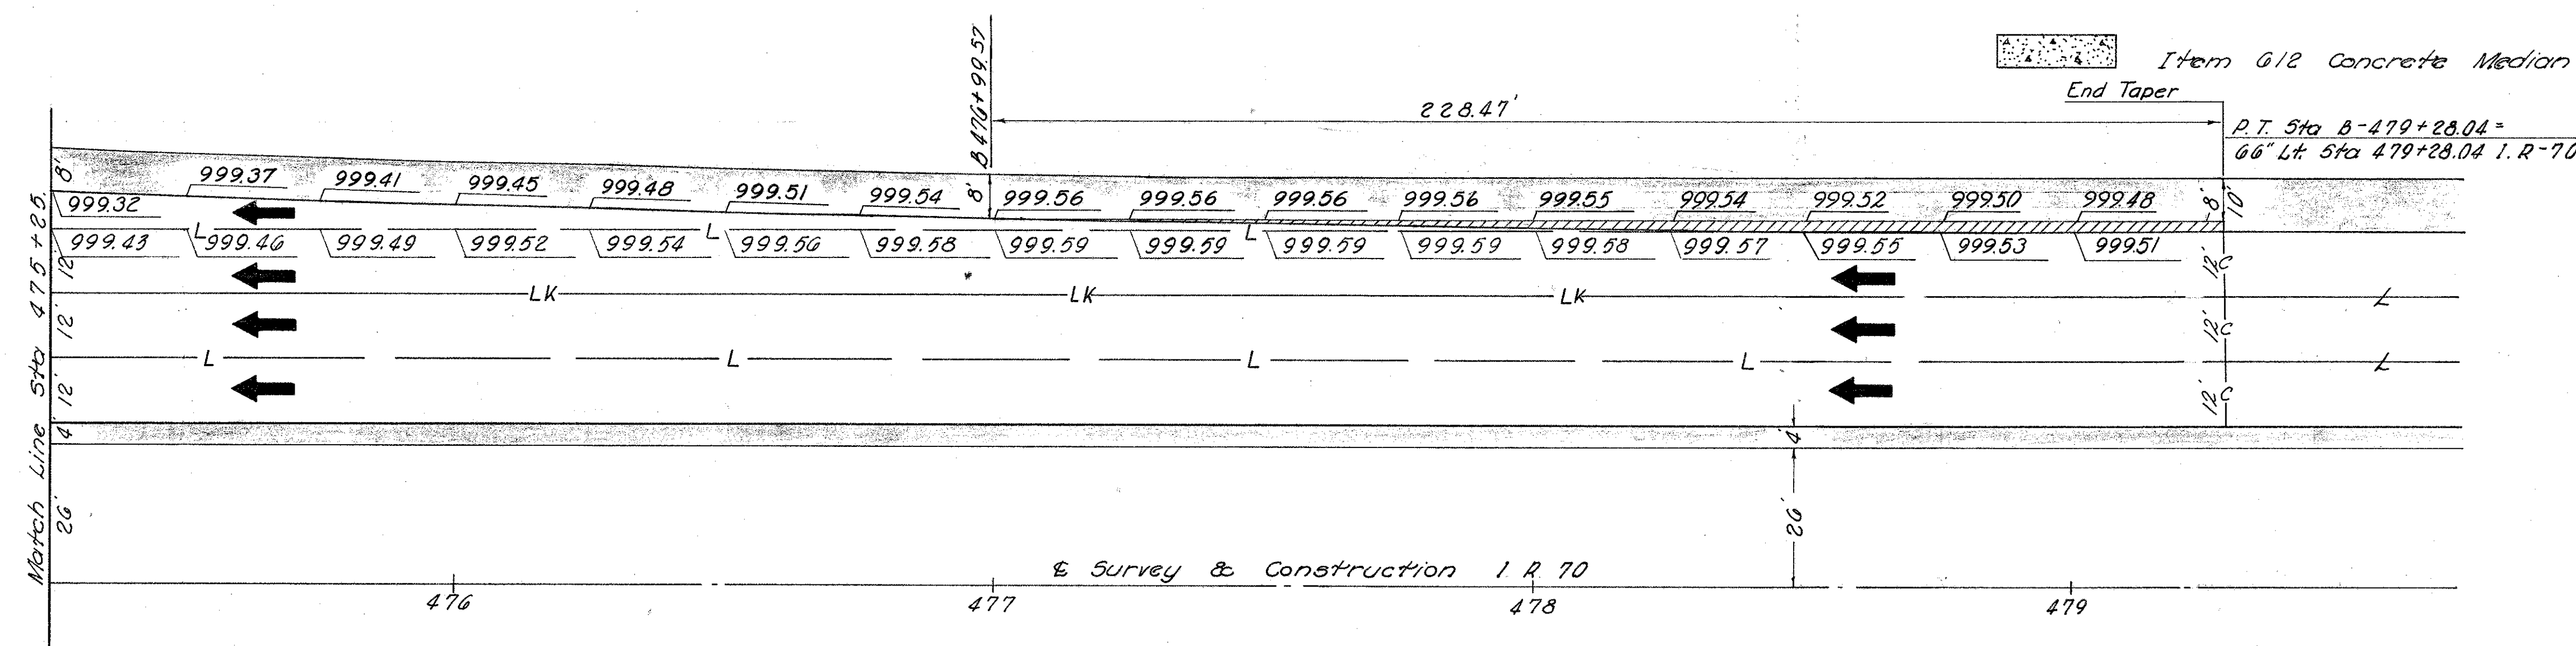 Item 612 Concrete Median
End Taper
228.47'
B 476+99.57
P.T. Sta B-479+28.04 =
66" Lt. Sta 479+28.04 I.R-70
Match Line Sta 475+25.
8'
999.37 999.41 999.45 999.48 999.51 999.54 999.56 999.56 999.56 999.56 999.55 999.54 999.52 999.50 999.48
8'
8'
10'
999.32
L L L
999.43 999.46 999.49 999.52 999.54 999.56 999.58 999.59 999.59 999.59 999.59 999.58 999.57 999.55 999.53 999.51
12' 12' C
LK LK LK L
12' 12' C
L L L L L
12' 12' C
4' 4'
26' 26'
℄ Survey & Construction I R 70
476 477 478 479